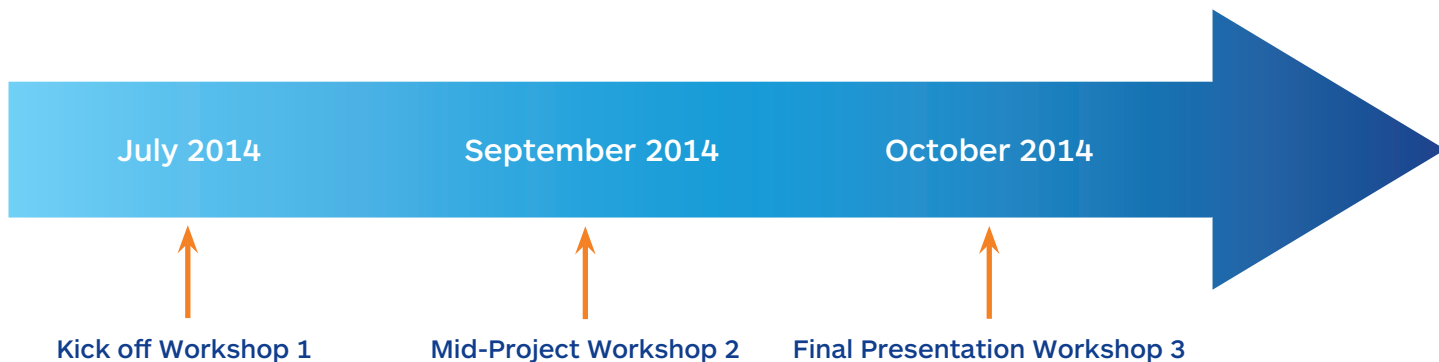 July 2014
September 2014
October 2014
Kick off Workshop 1
Mid-Project Workshop 2
Final Presentation Workshop 3